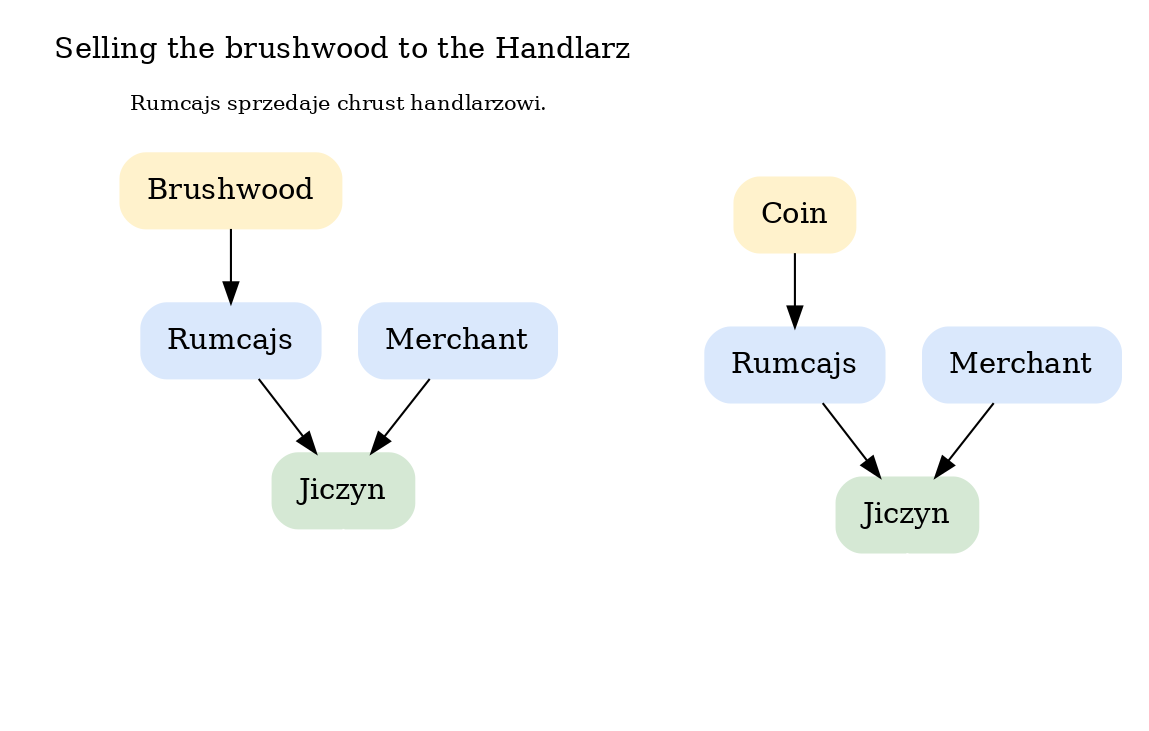 Selling the brushwood to the Handlarz
Rumcajs sprzedaje chrust handlarzowi.
Brushwood
Rumcajs
Merchant
Jiczyn
Coin
Rumcajs
Merchant
Jiczyn